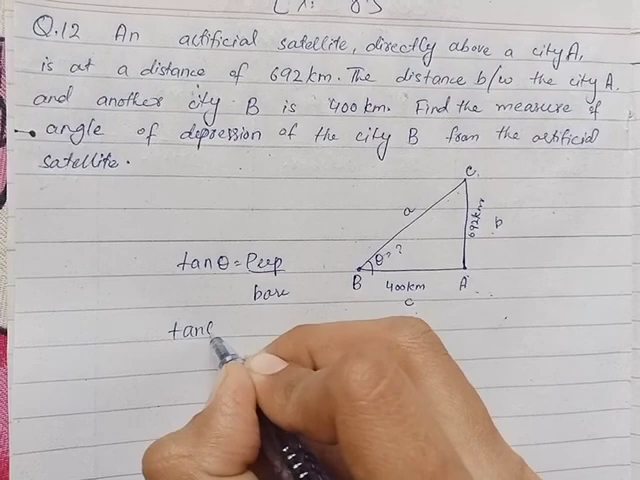 Q.12 An actificial satellite, directly above a city A,
is at a distance of 692 km. The distance b/w the city A.
and another city B is 400 km. Find the measure of
angle of depression of the city B from the artificial
satellite.
C.
a
692km
b
θ = ?
tanθ = Perp
base
B 400km A
c
tanθ